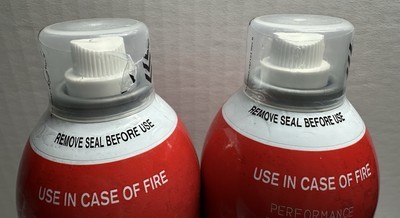 REMOVE SEAL BEFORE USE
USE IN CASE OF FIRE
REMOVE SEAL BEFORE USE
USE IN CASE OF FIRE
PERFORMANCE